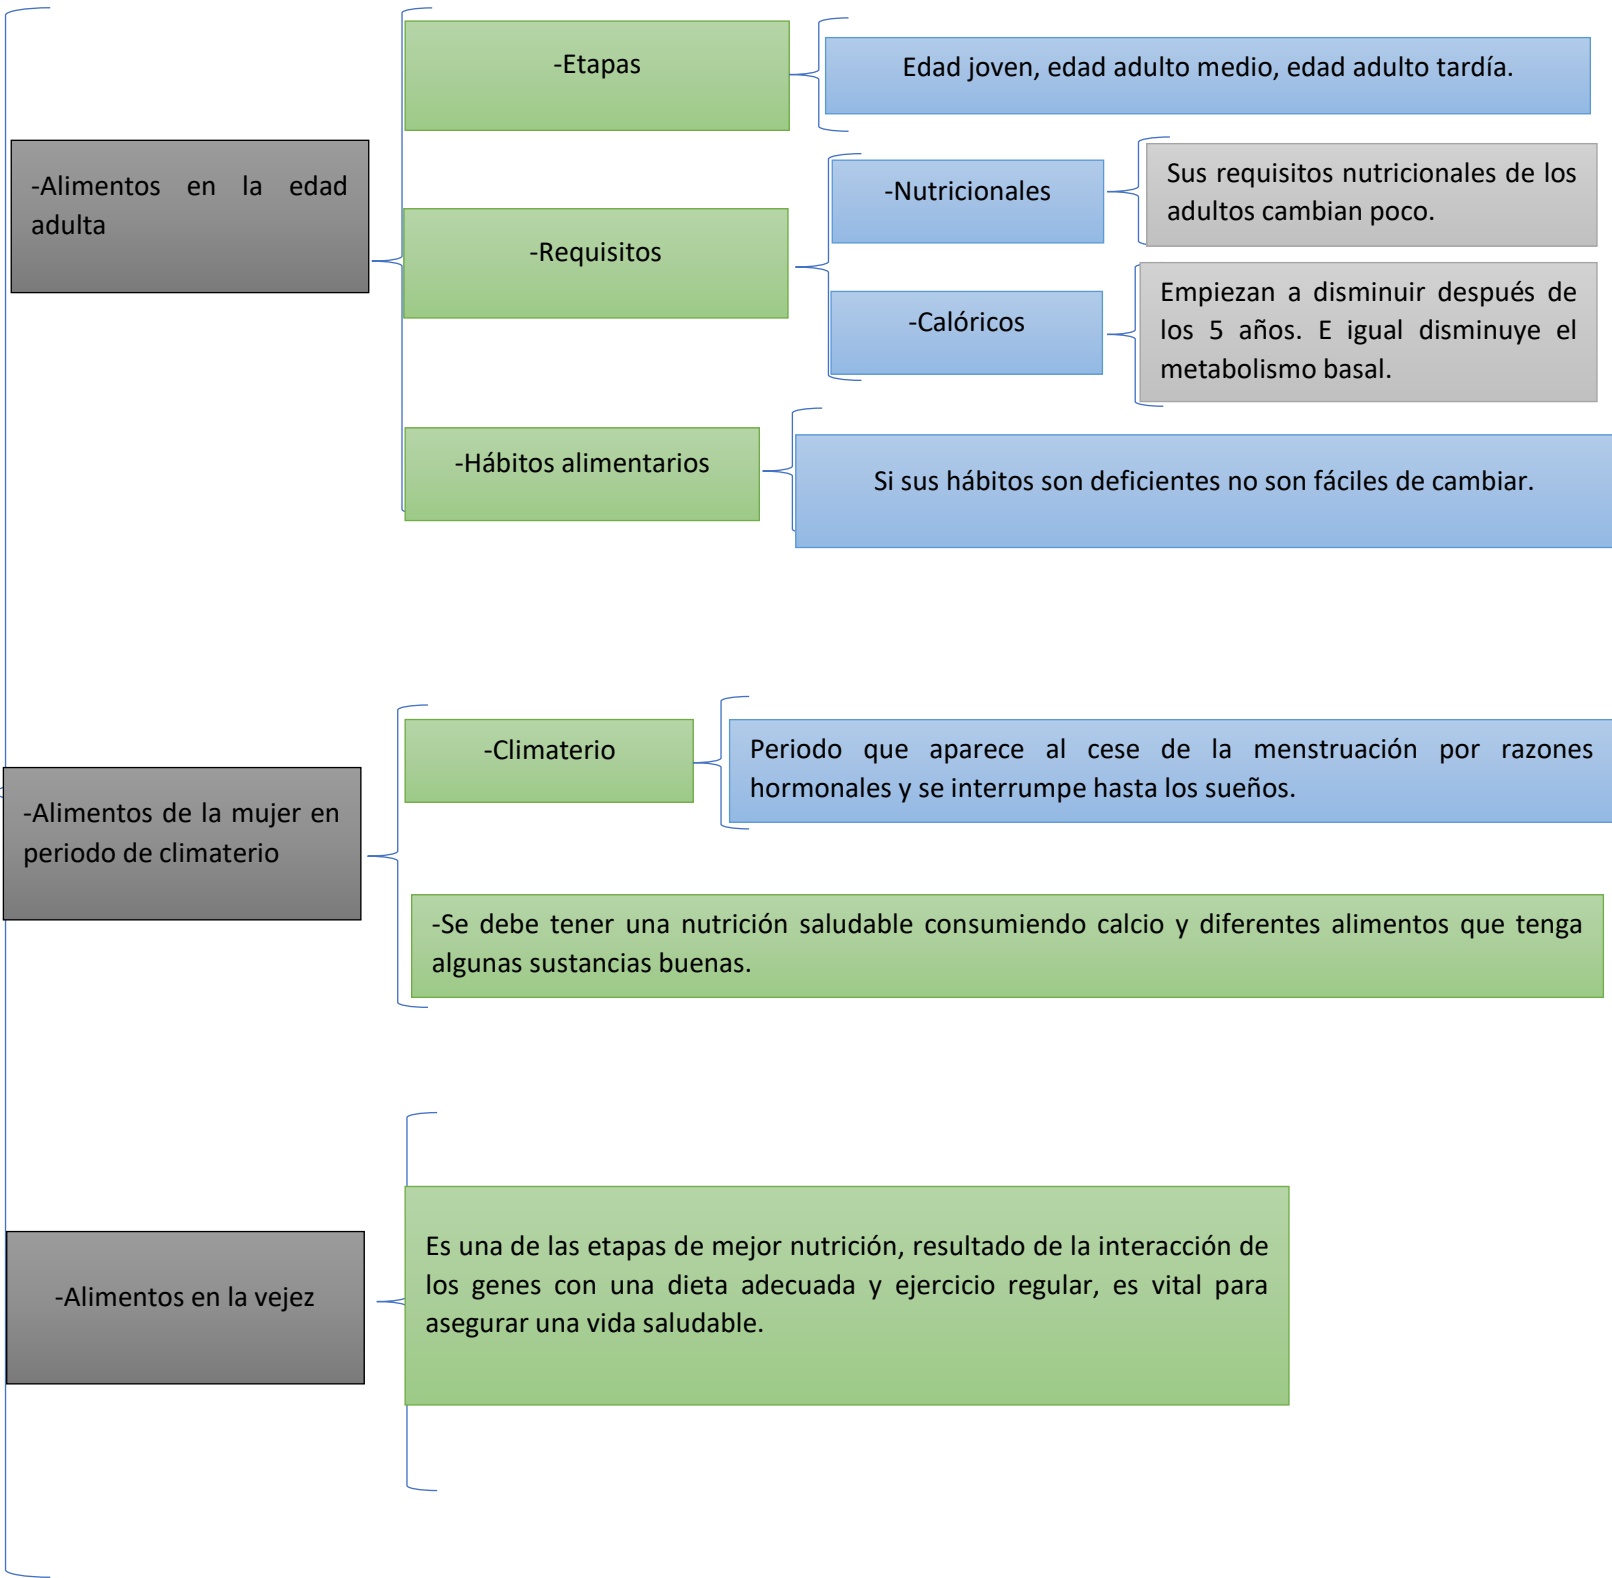 -Alimentos en la edad
adulta
-Etapas
Edad joven, edad adulto medio, edad adulto tardía.
-Requisitos
-Nutricionales
Sus requisitos nutricionales de los
adultos cambian poco.
-Calóricos
Empiezan a disminuir después de
los 5 años. E igual disminuye el
metabolismo basal.
-Hábitos alimentarios
Si sus hábitos son deficientes no son fáciles de cambiar.
-Alimentos de la mujer en
periodo de climaterio
-Climaterio
Periodo que aparece al cese de la menstruación por razones
hormonales y se interrumpe hasta los sueños.
-Se debe tener una nutrición saludable consumiendo calcio y diferentes alimentos que tenga
algunas sustancias buenas.
-Alimentos en la vejez
Es una de las etapas de mejor nutrición, resultado de la interacción de
los genes con una dieta adecuada y ejercicio regular, es vital para
asegurar una vida saludable.